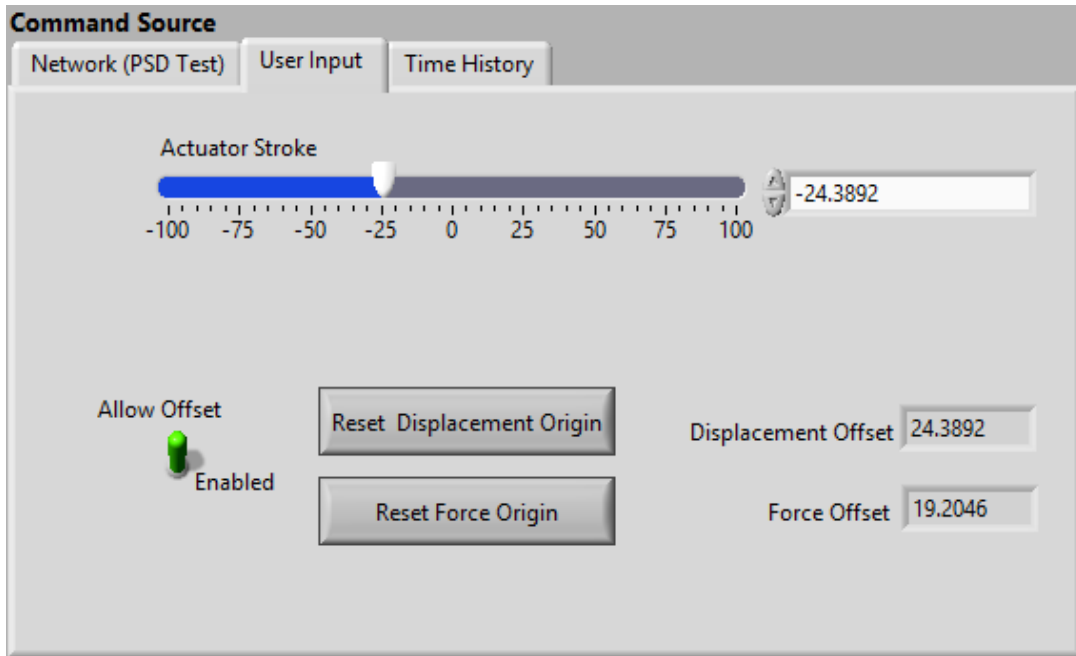 Command Source
Network (PSD Test) User Input Time History
Actuator Stroke
-24.3892
-100 -75 -50 -25 0 25 50 75 100
Allow Offset
Enabled
Reset  Displacement Origin
Reset Force Origin
Displacement Offset 24.3892
Force Offset 19.2046